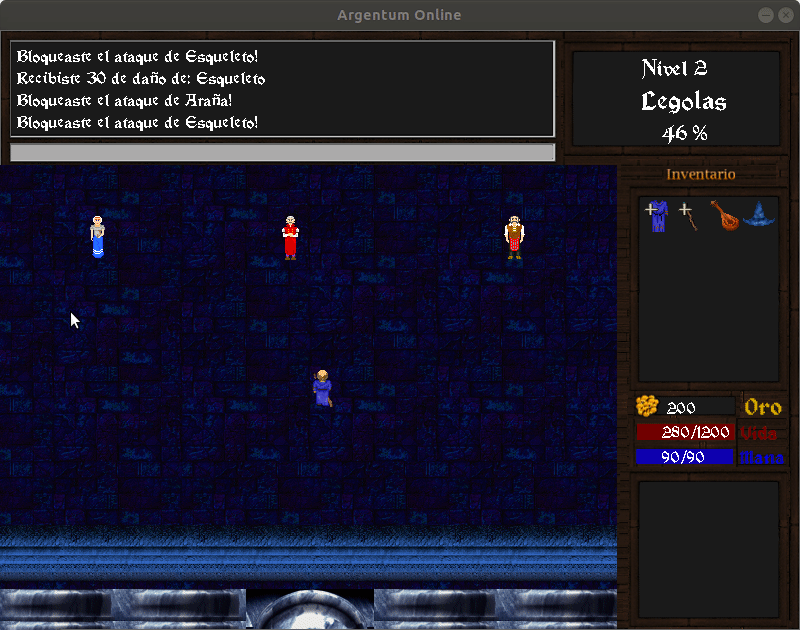 Argentum Online
Bloqueaste el ataque de Esqueleto!
Recibiste 30 de daño de: Esqueleto
Bloqueaste el ataque de Araña!
Bloqueaste el ataque de Esqueleto!
Nivel 2
Legolas
46 %
Inventario
200 Oro
280/1200 Vida
90/90 Mana